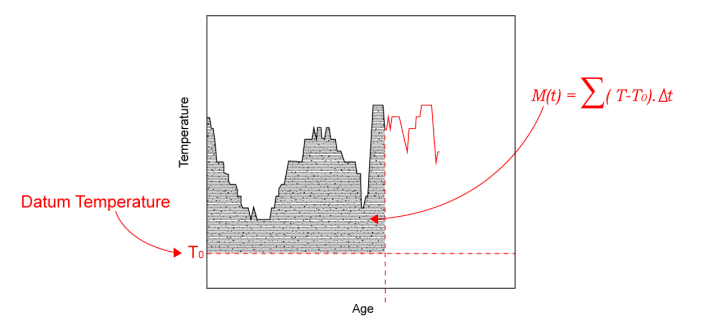 Temperature
M(t) = ∑( T-T₀). Δt
Datum Temperature
T₀
Age